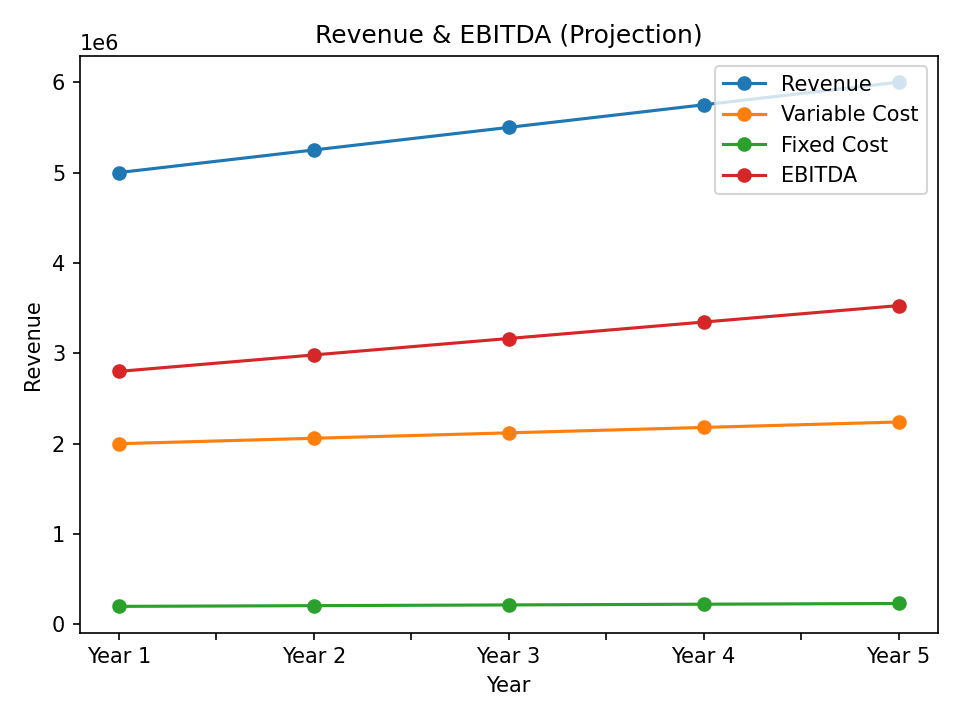 Revenue & EBITDA (Projection)
1e6
6
5
4
3
2
1
0
Revenue
Revenue
Variable Cost
Fixed Cost
EBITDA
Year 1 Year 2 Year 3 Year 4 Year 5
Year